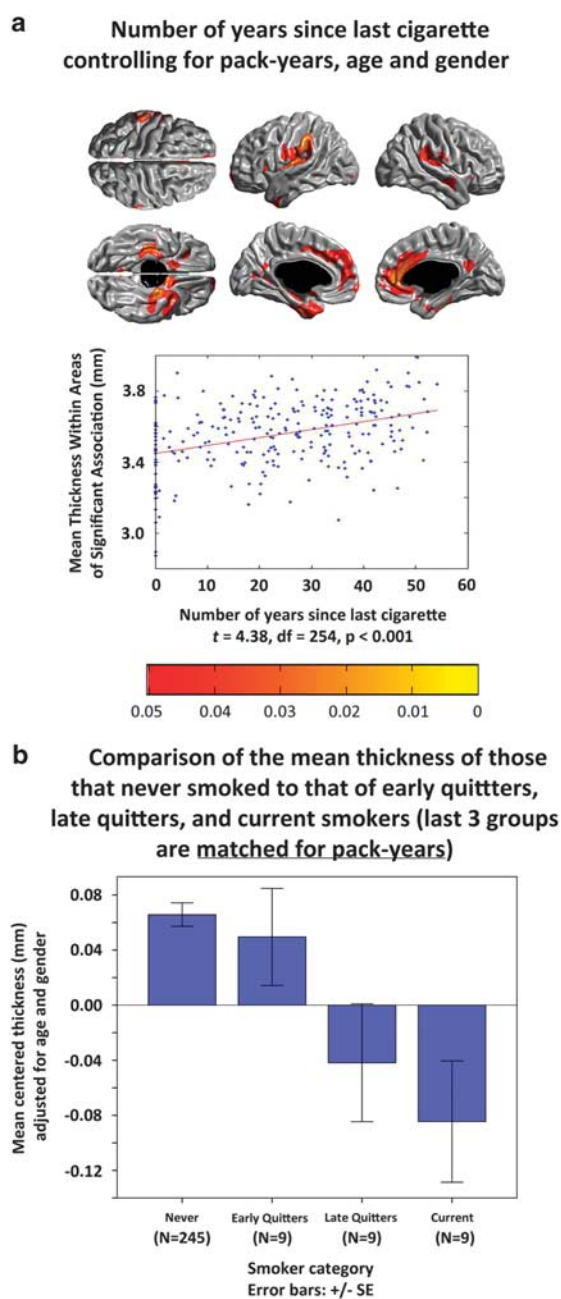 a
Number of years since last cigarette
controlling for pack-years, age and gender
Mean Thickness Within Areas
of Significant Association (mm)
3.8
3.4
3.0
0 10 20 30 40 50 60
Number of years since last cigarette
t = 4.38, df = 254, p < 0.001
0.05 0.04 0.03 0.02 0.01 0
b
Comparison of the mean thickness of those
that never smoked to that of early quittters,
late quitters, and current smokers (last 3 groups
are matched for pack-years)
Mean centered thickness (mm)
adjusted for age and gender
0.08
0.04
0.00
-0.04
-0.08
-0.12
Never Early Quitters Late Quitters Current
(N=245) (N=9) (N=9) (N=9)
Smoker category
Error bars: +/- SE